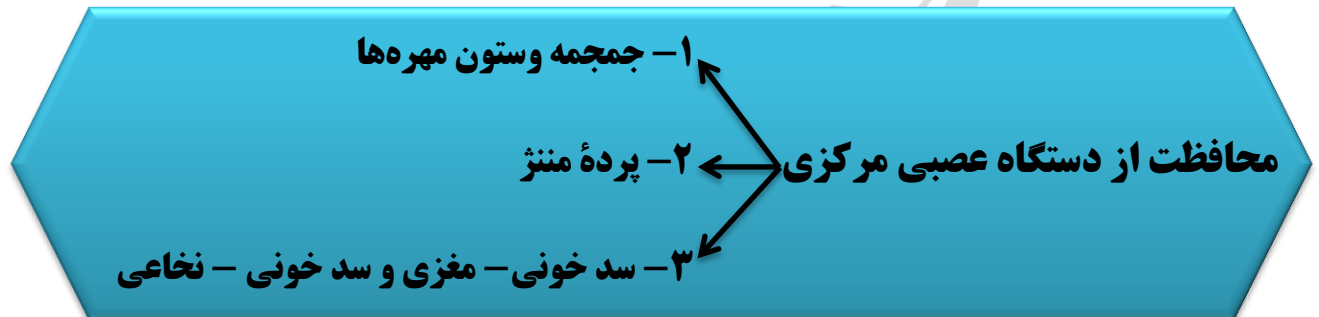 محافظت از دستگاه عصبی مرکزی
۱- جمجمه وستون مهره‌ها
۲- پردهٔ مننژ
۳- سد خونی- مغزی و سد خونی - نخاعی